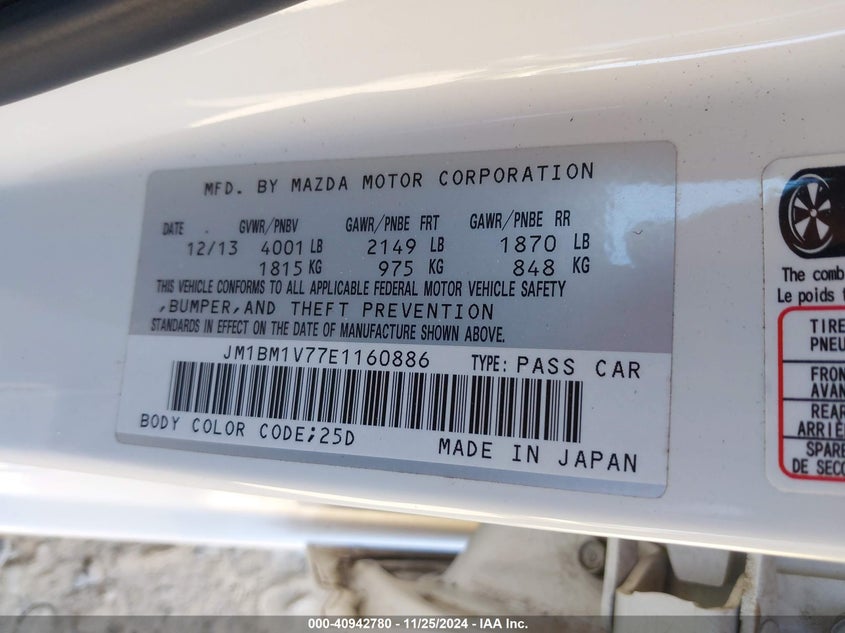 MFD. BY MAZDA MOTOR CORPORATION
DATE GVWR/PNBV GAWR/PNBE FRT GAWR/PNBE RR
12/13 4001 LB 2149 LB 1870 LB
1815 KG 975 KG 848 KG
THIS VEHICLE CONFORMS TO ALL APPLICABLE FEDERAL MOTOR VEHICLE SAFETY
,BUMPER,AND THEFT PREVENTION
STANDARDS IN EFFECT ON THE DATE OF MANUFACTURE SHOWN ABOVE.
JM1BM1V77E1160886 TYPE: PASS CAR
BODY COLOR CODE;25D
MADE IN JAPAN
The comb
Le poids
TIRE
PNEU
FRON
AVAN
REAR
ARRIÈ
SPARE
DE SECO
000-40942780 - 11/25/2024 - IAA Inc.